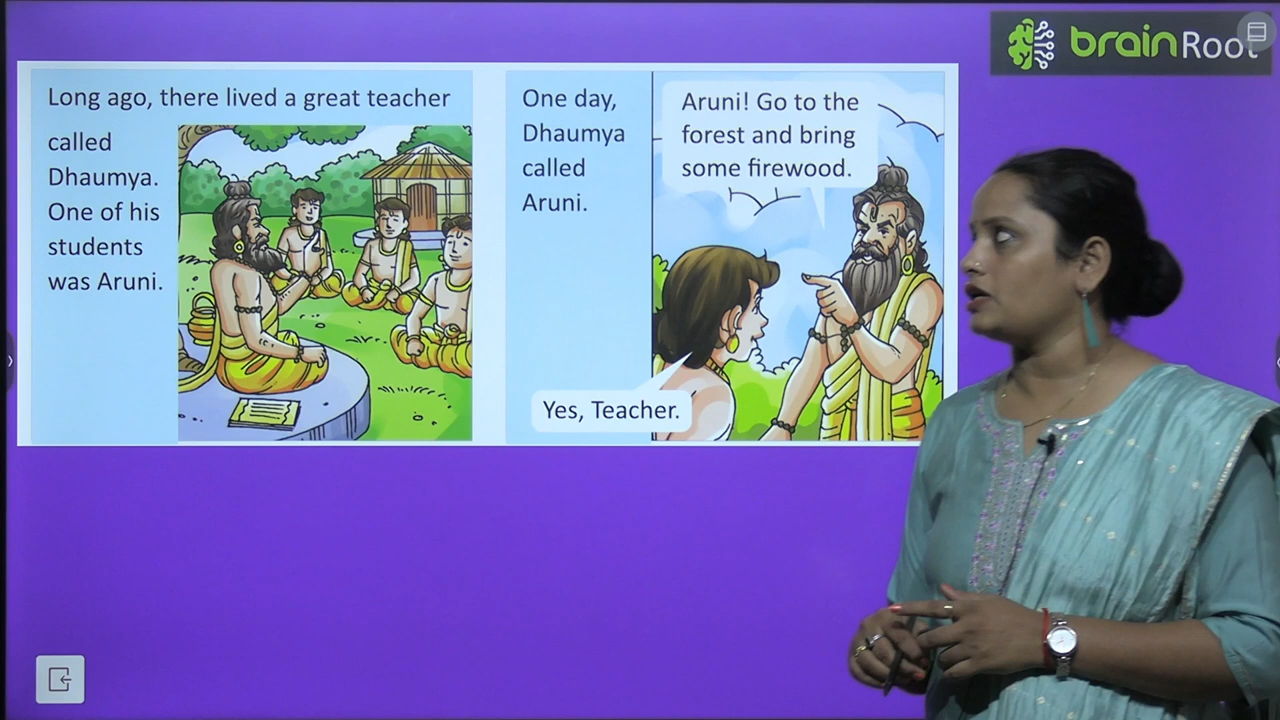 brainRoot
Long ago, there lived a great teacher
called
Dhaumya.
One of his
students
was Aruni.
One day,
Dhaumya
called
Aruni.
Aruni! Go to the
forest and bring
some firewood.
Yes, Teacher.